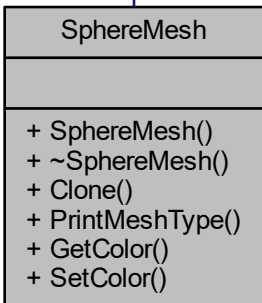 SphereMesh
+ SphereMesh()
+ ~SphereMesh()
+ Clone()
+ PrintMeshType()
+ GetColor()
+ SetColor()